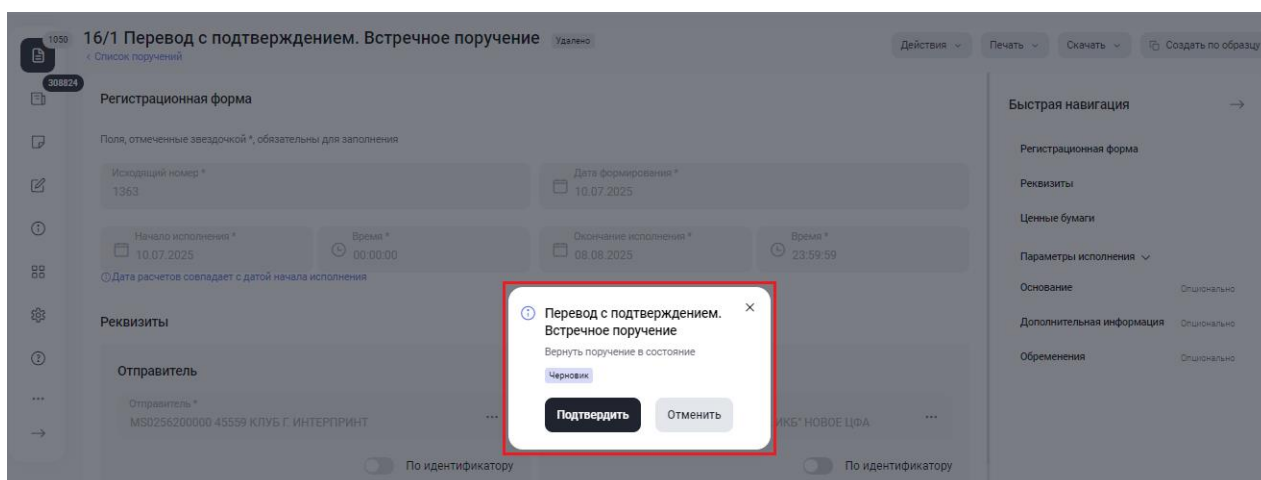 1050
16/1 Перевод с подтверждением. Встречное поручение Удалено
‹ Список поручений
Действия Печать Скачать Создать по образцу
308824
Регистрационная форма
Поля, отмеченные звездочкой *, обязательны для заполнения
Исходящий номер *
1363
Дата формирования *
10.07.2025
Начало исполнения *
10.07.2025
Время *
00:00:00
Окончание исполнения *
08.08.2025
Время *
23:59:59
Дата расчетов совпадает с датой начала исполнения
Реквизиты
Отправитель
Отправитель *
MS0256200000 45559 КЛУБ Г. ИНТЕРПРИНТ
ИКБ" НОВОЕ ЦФА
По идентификатору
По идентификатору
Перевод с подтверждением.
Встречное поручение
Вернуть поручение в состояние
Черновик
Подтвердить Отменить
Быстрая навигация
Регистрационная форма
Реквизиты
Ценные бумаги
Параметры исполнения
Основание Опционально
Дополнительная информация Опционально
Обременения Опционально